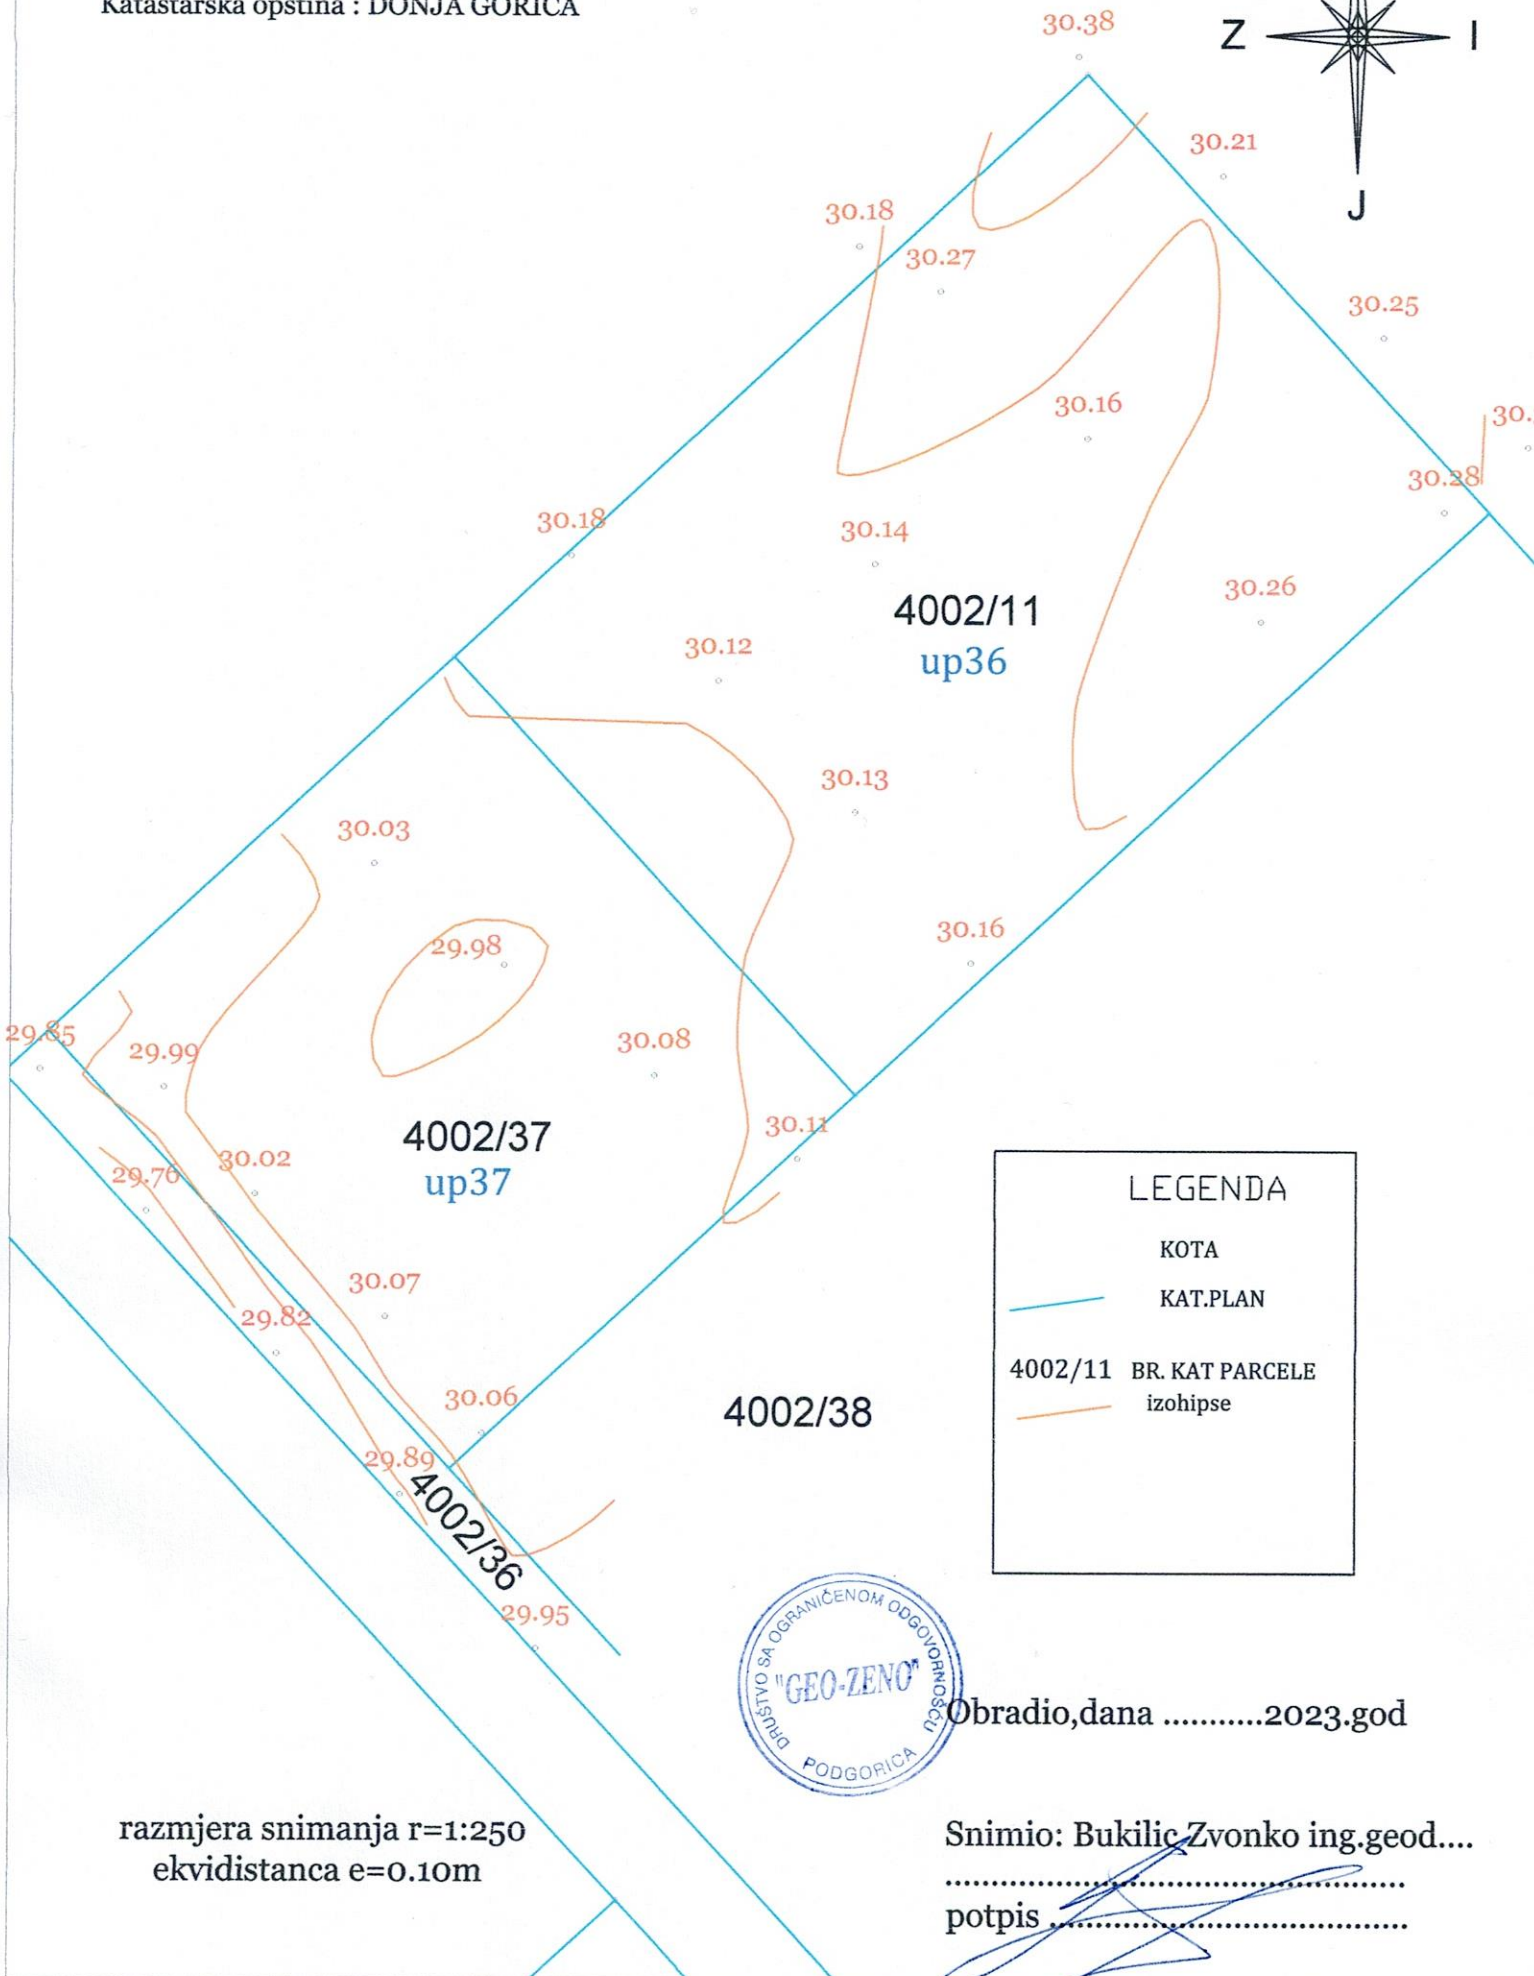 Katastarska opština : DONJA GORICA
30.38
Z
I
30.21
J
30.18
30.27
30.25
30.16
30.
30.28
30.18
30.14
30.26
4002/11
up36
30.12
30.13
30.03
30.16
29.98
29.85
29.99
30.08
30.11
4002/37
up37
30.02
29.76
30.07
29.82
30.06
4002/38
29.89
4002/36
29.95
LEGENDA
KOTA
KAT.PLAN
4002/11 BR. KAT PARCELE
izohipse
DRUŠTVO SA OGRANIČENOM ODGOVORNOŠĆU
"GEO-ZENO"
PODGORICA
Obradio,dana ...........2023.god
razmjera snimanja r=1:250
ekvidistanca e=0.10m
Snimio: Bukilic Zvonko ing.geod....
potpis